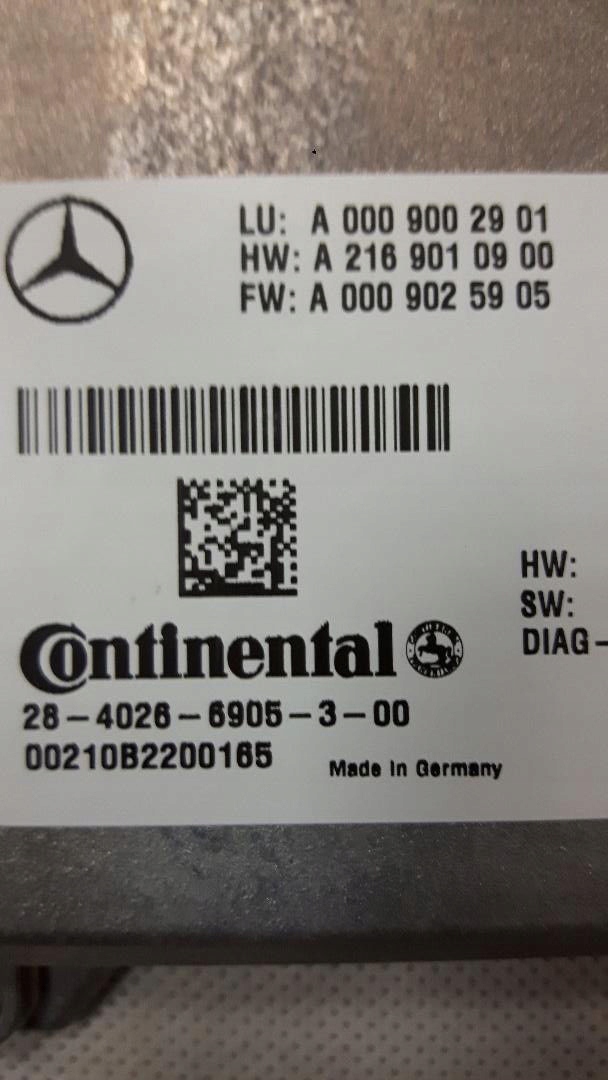 LU: A 000 900 29 01
HW: A 216 901 09 00
FW: A 000 902 59 05
HW:
SW:
DIAG-
Continental
28-4026-6905-3-00
00210B2200165
Made In Germany